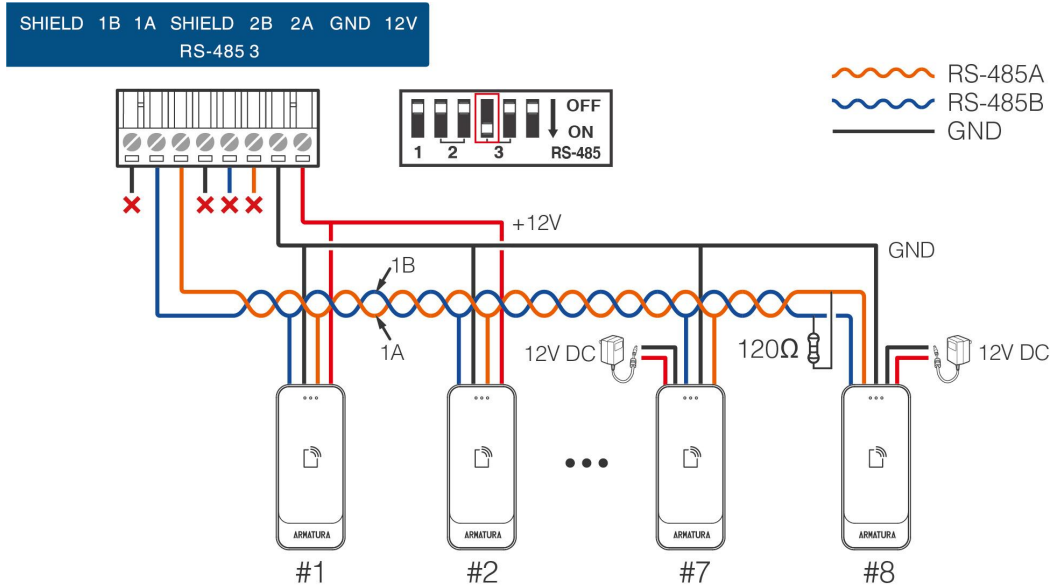 SHIELD 1B 1A SHIELD 2B 2A GND 12V
RS-485 3
RS-485A
RS-485B
GND
OFF
ON
1 2 3 RS-485
+12V
GND
1B
1A
12V DC
120Ω
12V DC
ARMATURA
ARMATURA
ARMATURA
ARMATURA
#1
#2
#7
#8